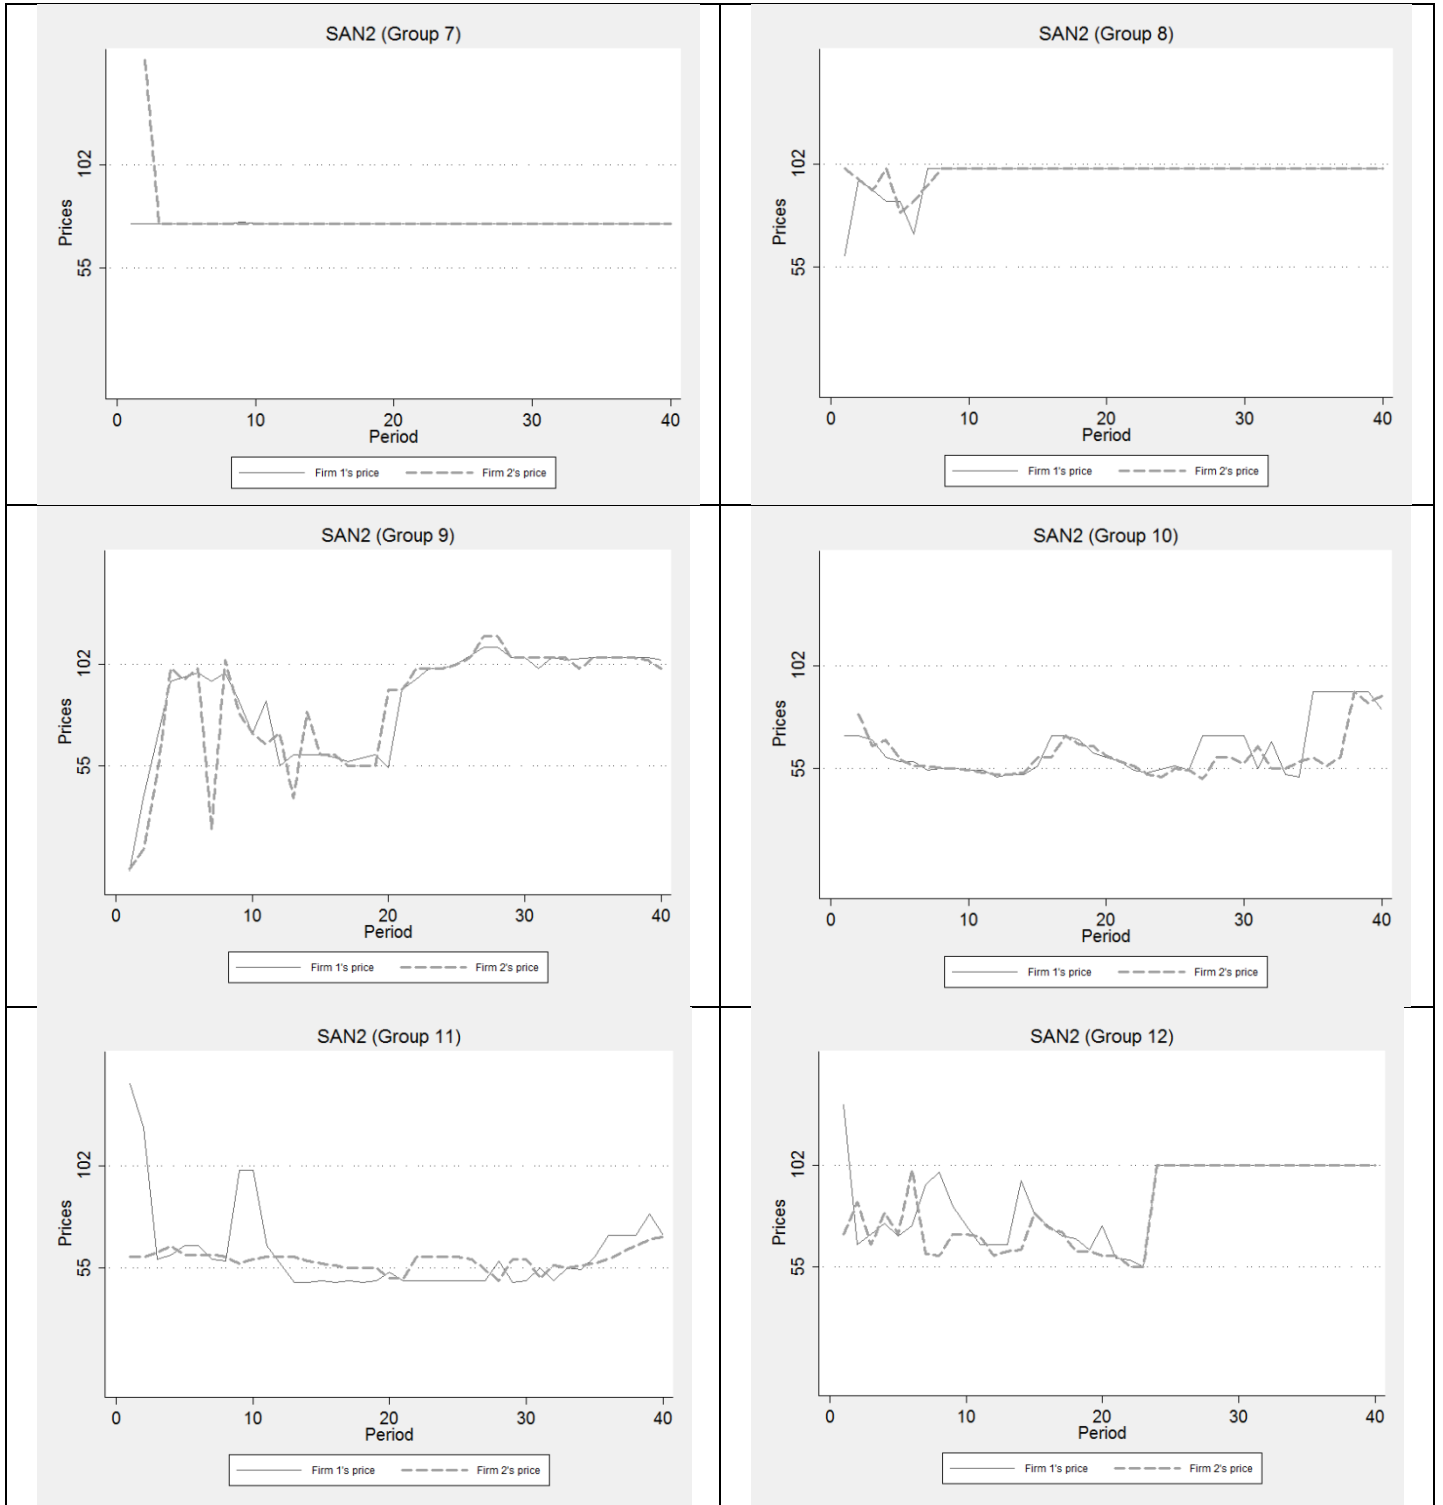 SAN2 (Group 7)
Prices
102
55
0 10 20 30 40
Period
Firm 1's price Firm 2's price
SAN2 (Group 8)
Prices
102
55
0 10 20 30 40
Period
Firm 1's price Firm 2's price
SAN2 (Group 9)
Prices
102
55
0 10 20 30 40
Period
Firm 1's price Firm 2's price
SAN2 (Group 10)
Prices
102
55
0 10 20 30 40
Period
Firm 1's price Firm 2's price
SAN2 (Group 11)
Prices
102
55
0 10 20 30 40
Period
Firm 1's price Firm 2's price
SAN2 (Group 12)
Prices
102
55
0 10 20 30 40
Period
Firm 1's price Firm 2's price